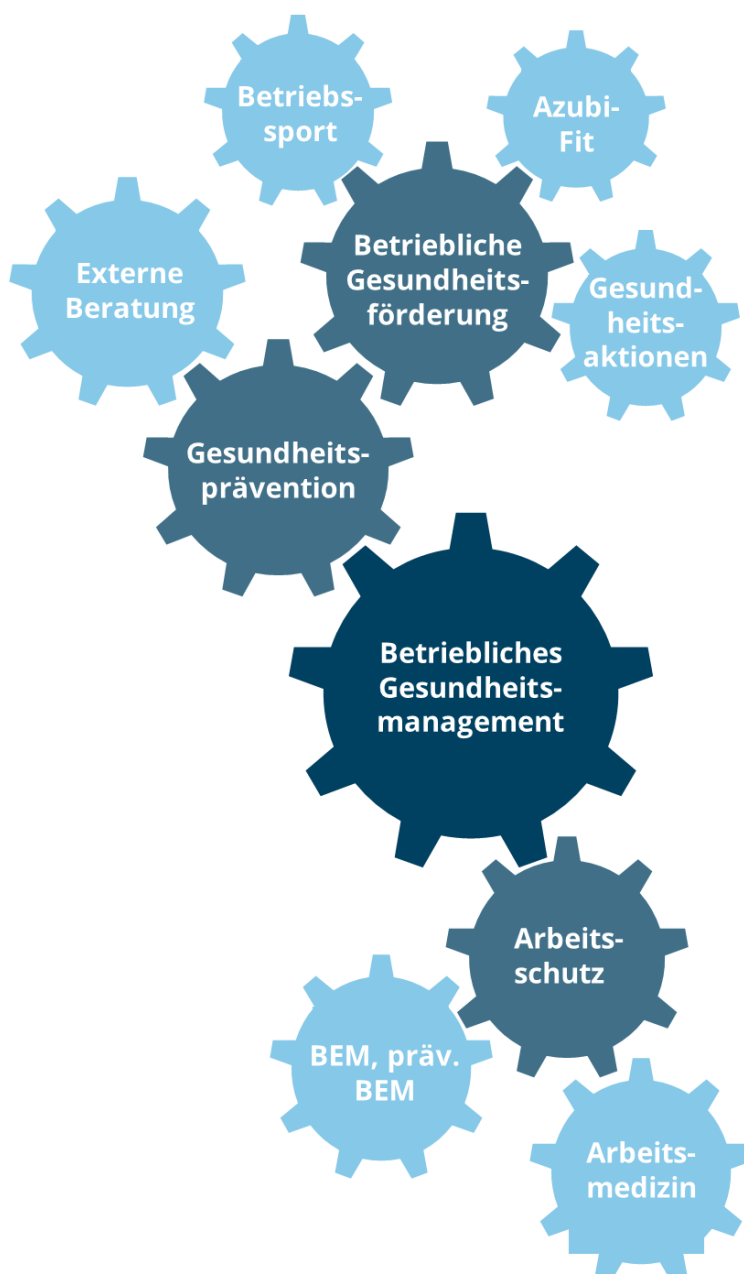 Betriebs-
sport
Azubi-
Fit
Betriebliche
Gesundheits-
förderung
Externe
Beratung
Gesund-
heits-
aktionen
Gesundheits-
prävention
Betriebliches
Gesundheits-
management
Arbeits-
schutz
BEM, präv.
BEM
Arbeits-
medizin